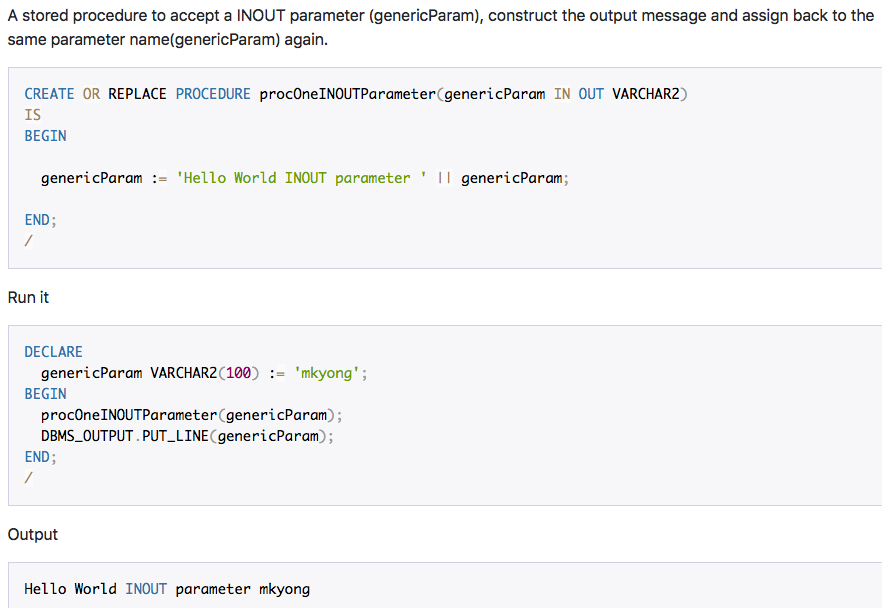 A stored procedure to accept a INOUT parameter (genericParam), construct the output message and assign back to the
same parameter name(genericParam) again.
CREATE OR REPLACE PROCEDURE procOneINOUTParameter(genericParam IN OUT VARCHAR2)
IS
BEGIN
  genericParam := 'Hello World INOUT parameter ' || genericParam;
END;
/
Run it
DECLARE
  genericParam VARCHAR2(100) := 'mkyong';
BEGIN
  procOneINOUTParameter(genericParam);
  DBMS_OUTPUT.PUT_LINE(genericParam);
END;
/
Output
Hello World INOUT parameter mkyong